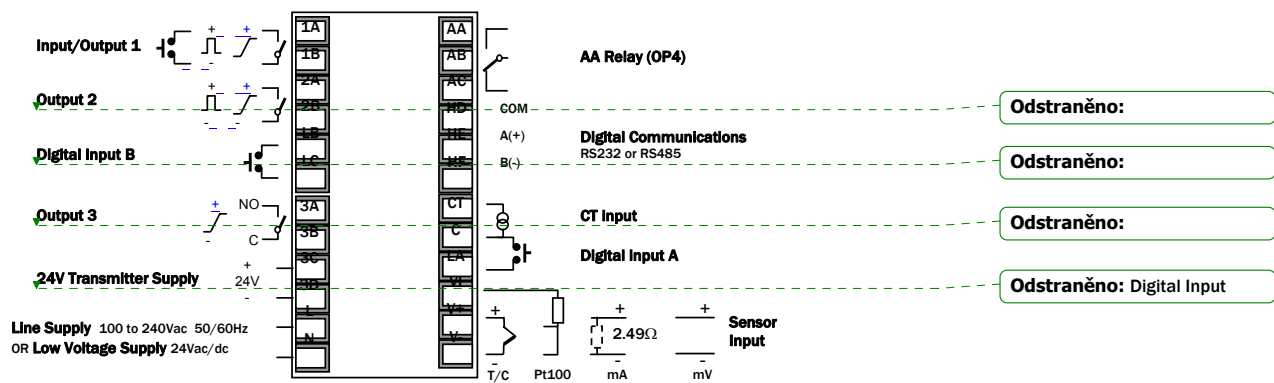 Input/Output 1
+ +
- -
1A
1B
AA
AB
AC
AA Relay (OP4)
Output 2
+ +
- -
2A
2B
HD
COM
Odstraněno:
Digital Input B
LB
LC
HE
HF
A(+)
B(-)
Digital Communications
RS232 or RS485
Odstraněno:
Output 3
+
-
NO
C
3A
3B
CT
C
CT Input
Odstraněno:
LA
Digital Input A
24V Transmitter Supply
+
24V
-
3C
3D
VI
Odstraněno: Digital Input
Line Supply 100 to 240Vac 50/60Hz
OR Low Voltage Supply 24Vac/dc
L
N
V+
V-
+ + +
2.49Ω
Sensor
Input
- - -
T/C Pt100 mA mV